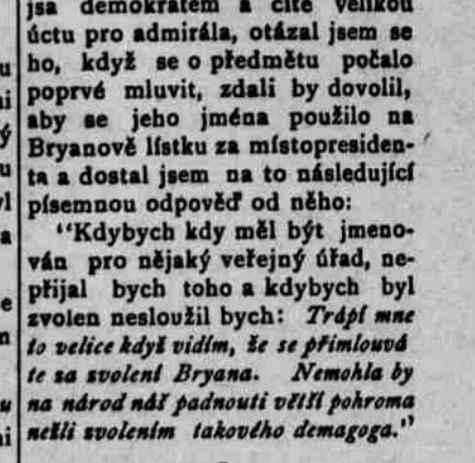 jsa demokratem a cítě velikou
úctu pro admirála, otázal jsem se
ho, když se o předmětu počalo
poprvé mluvit, zdali by dovolil,
aby se jeho jména použilo na
Bryanově lístku za místopresiden-
ta a dostal jsem na to následující
písemnou odpověď od něho:
"Kdybych kdy měl být jmeno-
ván pro nějaký veřejný úřad, ne-
přijal bych toho a kdybych byl
zvolen nesloužil bych: Trápí mne
to velice když vidím, že se přimlouvá
te za zvolení Bryana. Nemohla by
na národ náš padnouti větší pohroma
nežli zvolením takového demagoga."